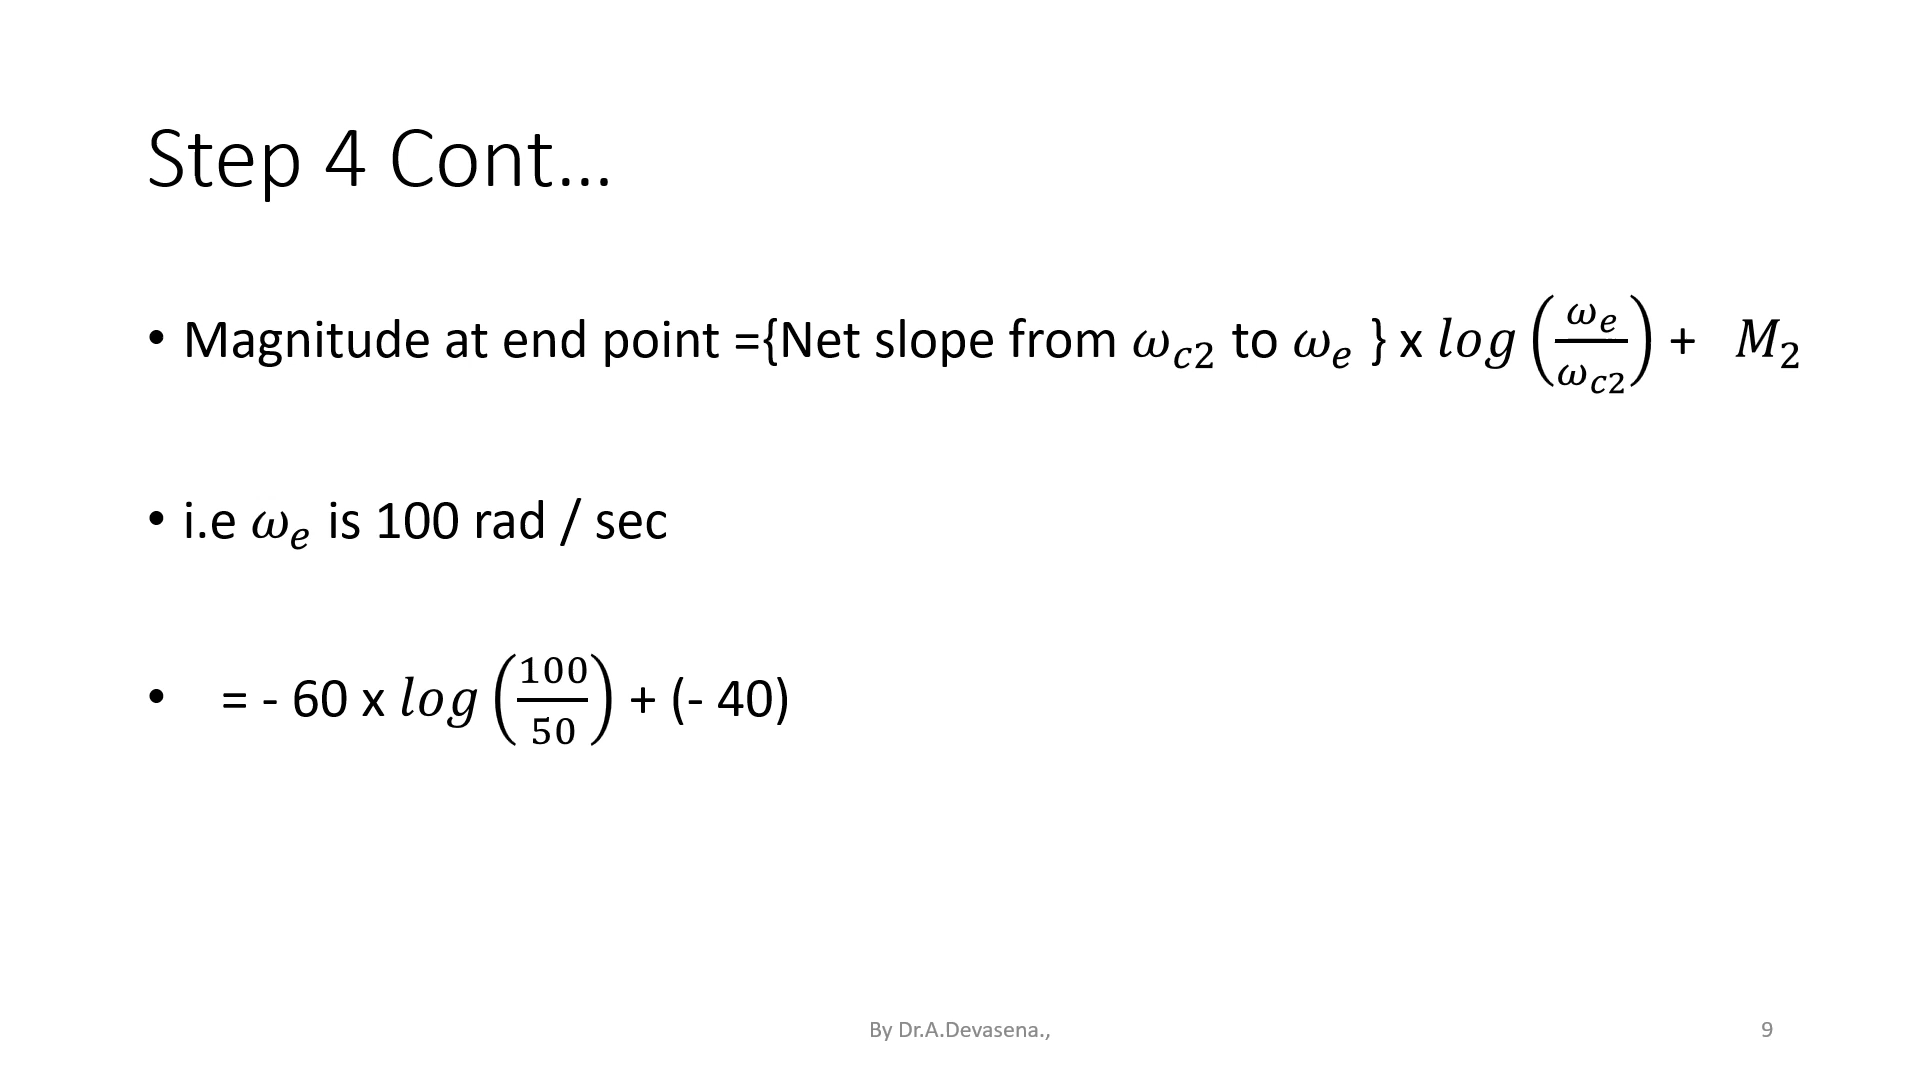 Step 4 Cont…
• Magnitude at end point ={Net slope from ω_c2 to ω_e } x log (ω_e/ω_c2) + M_2
• i.e ω_e is 100 rad / sec
• = - 60 x log (100/50) + (- 40)
By Dr.A.Devasena.,
9